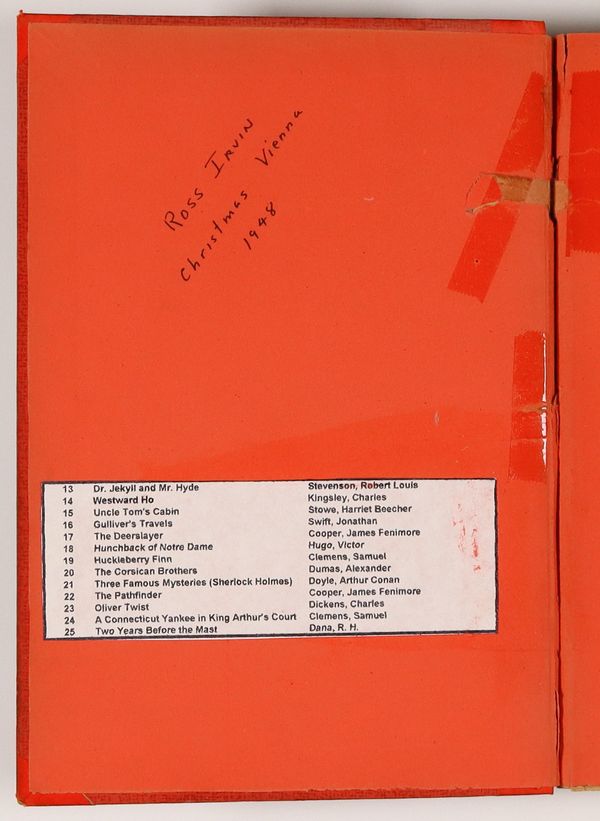 Ross Irvin
Christmas Vienna
1948
13 Dr. Jekyll and Mr. Hyde Stevenson, Robert Louis
14 Westward Ho Kingsley, Charles
15 Uncle Tom's Cabin Stowe, Harriet Beecher
16 Gulliver's Travels Swift, Jonathan
17 The Deerslayer Cooper, James Fenimore
18 Hunchback of Notre Dame Hugo, Victor
19 Huckleberry Finn Clemens, Samuel
20 The Corsican Brothers Dumas, Alexander
21 Three Famous Mysteries (Sherlock Holmes) Doyle, Arthur Conan
22 The Pathfinder Cooper, James Fenimore
23 Oliver Twist Dickens, Charles
24 A Connecticut Yankee in King Arthur's Court Clemens, Samuel
25 Two Years Before the Mast Dana, R. H.